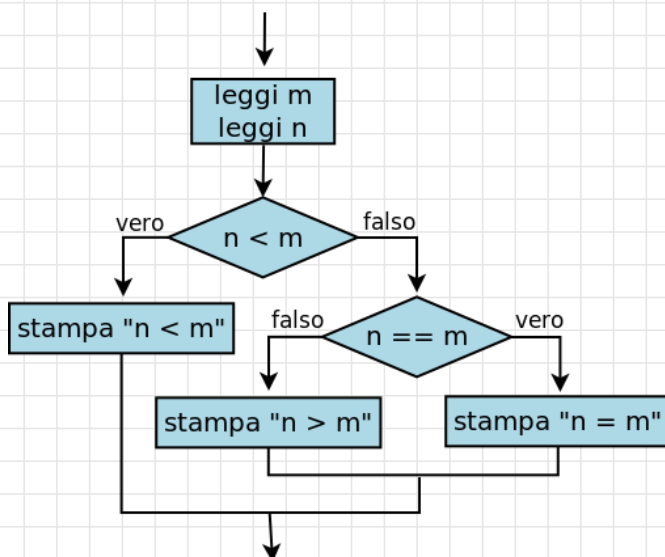 leggi m
leggi n
vero
falso
n < m
stampa "n < m"
falso
vero
n == m
stampa "n > m"
stampa "n = m"